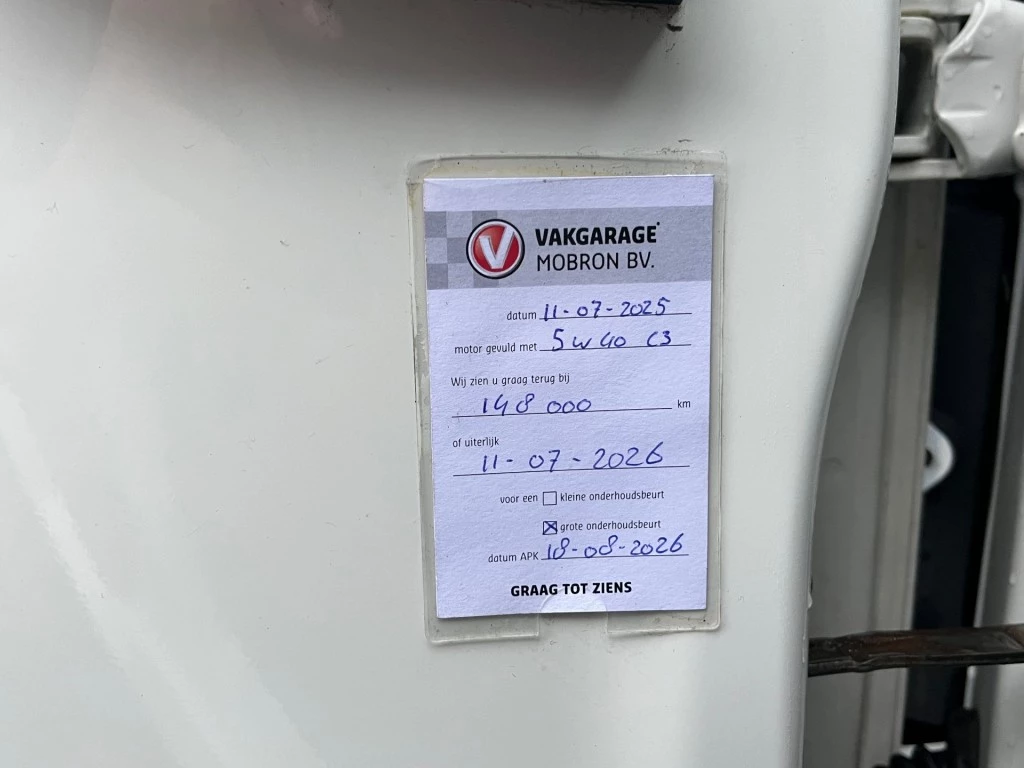 V VAKGARAGE
MOBRON BV.
datum 11-07-2025
motor gevuld met 5w40 C3
Wij zien u graag terug bij
148 000 km
of uiterlijk
11-07-2026
voor een kleine onderhoudsbeurt
grote onderhoudsbeurt
datum APK 18-08-2026
GRAAG TOT ZIENS